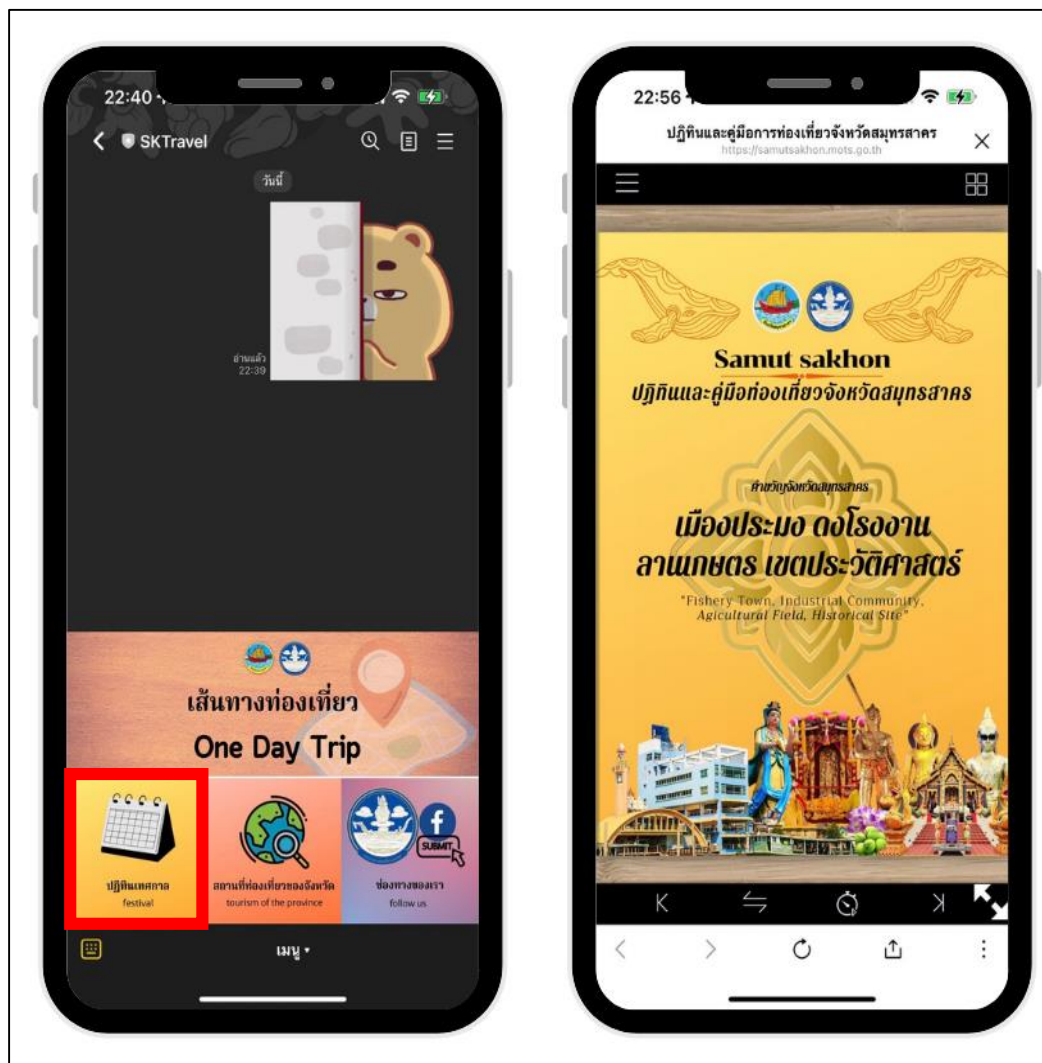 22:40
SKTravel
วันนี้
อ่านแล้ว
22:39
เส้นทางท่องเที่ยว
One Day Trip
ปฏิทินเทศกาล
festival
สถานที่ท่องเที่ยวของจังหวัด
tourism of the province
SUBMIT
ช่องทางของเรา
follow us
เมนู
22:56
ปฏิทินและคู่มือการท่องเที่ยวจังหวัดสมุทรสาคร
https://samutsakhon.mots.go.th
Samut sakhon
ปฏิทินและคู่มือท่องเที่ยวจังหวัดสมุทรสาคร
คำขวัญจังหวัดสมุทรสาคร
เมืองประมง ดงโรงงาน
ลานเกษตร เขตประวัติศาสตร์
"Fishery Town, Industrial Community,
Agicultural Field, Historical Site"